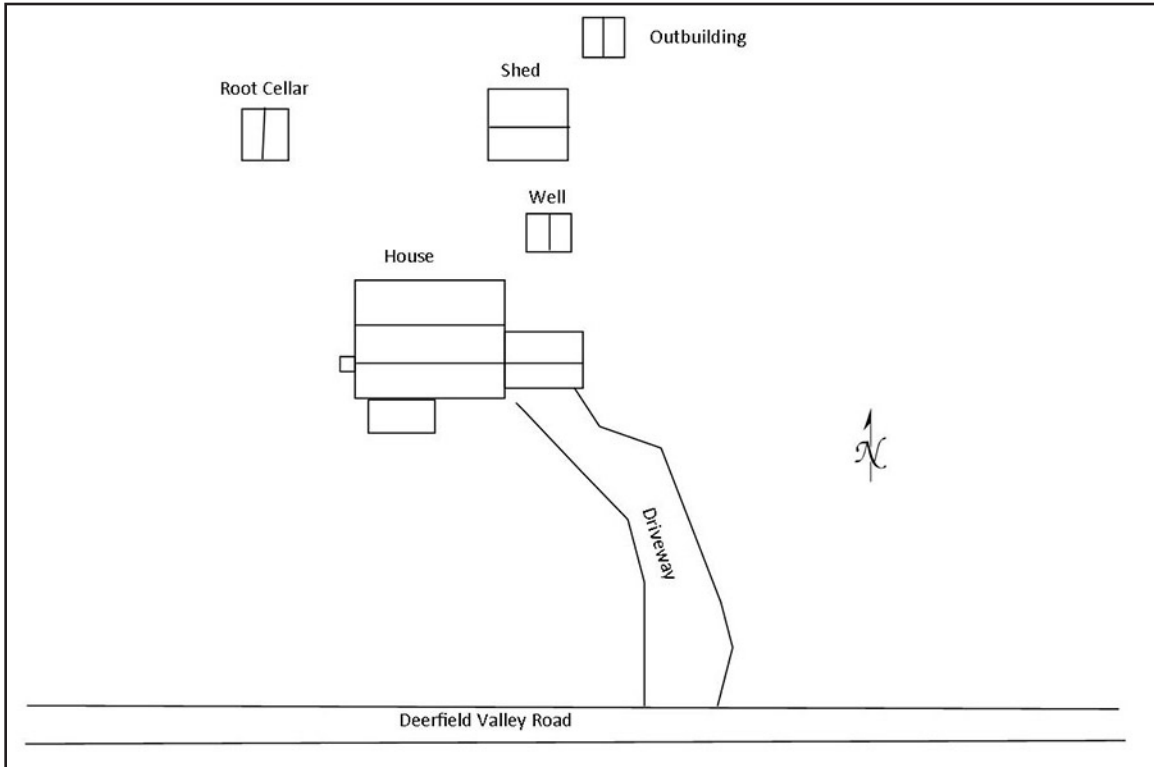 Outbuilding
Shed
Root Cellar
Well
House
N
Driveway
Deerfield Valley Road